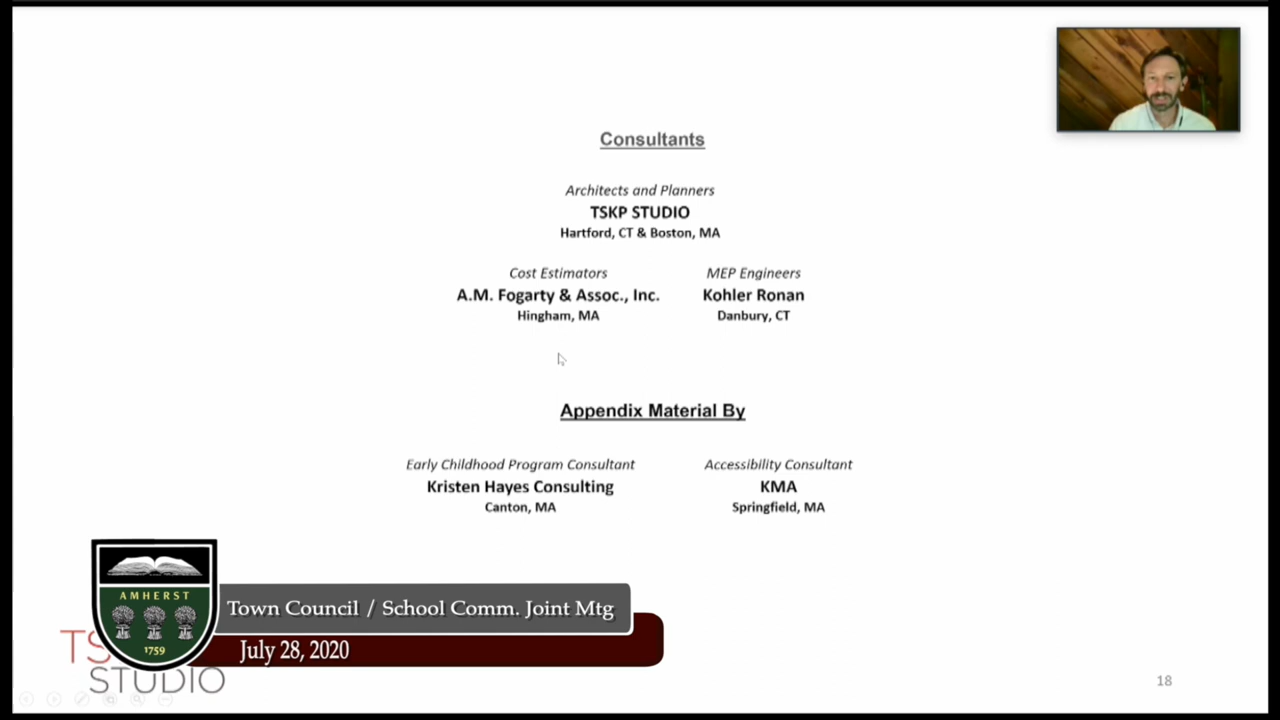 Consultants
Architects and Planners
TSKP STUDIO
Hartford, CT & Boston, MA
Cost Estimators
A.M. Fogarty & Assoc., Inc.
Hingham, MA
MEP Engineers
Kohler Ronan
Danbury, CT
Appendix Material By
Early Childhood Program Consultant
Kristen Hayes Consulting
Canton, MA
Accessibility Consultant
KMA
Springfield, MA
AMHERST
1759
Town Council / School Comm. Joint Mtg
July 28, 2020
TS
STUDIO
18